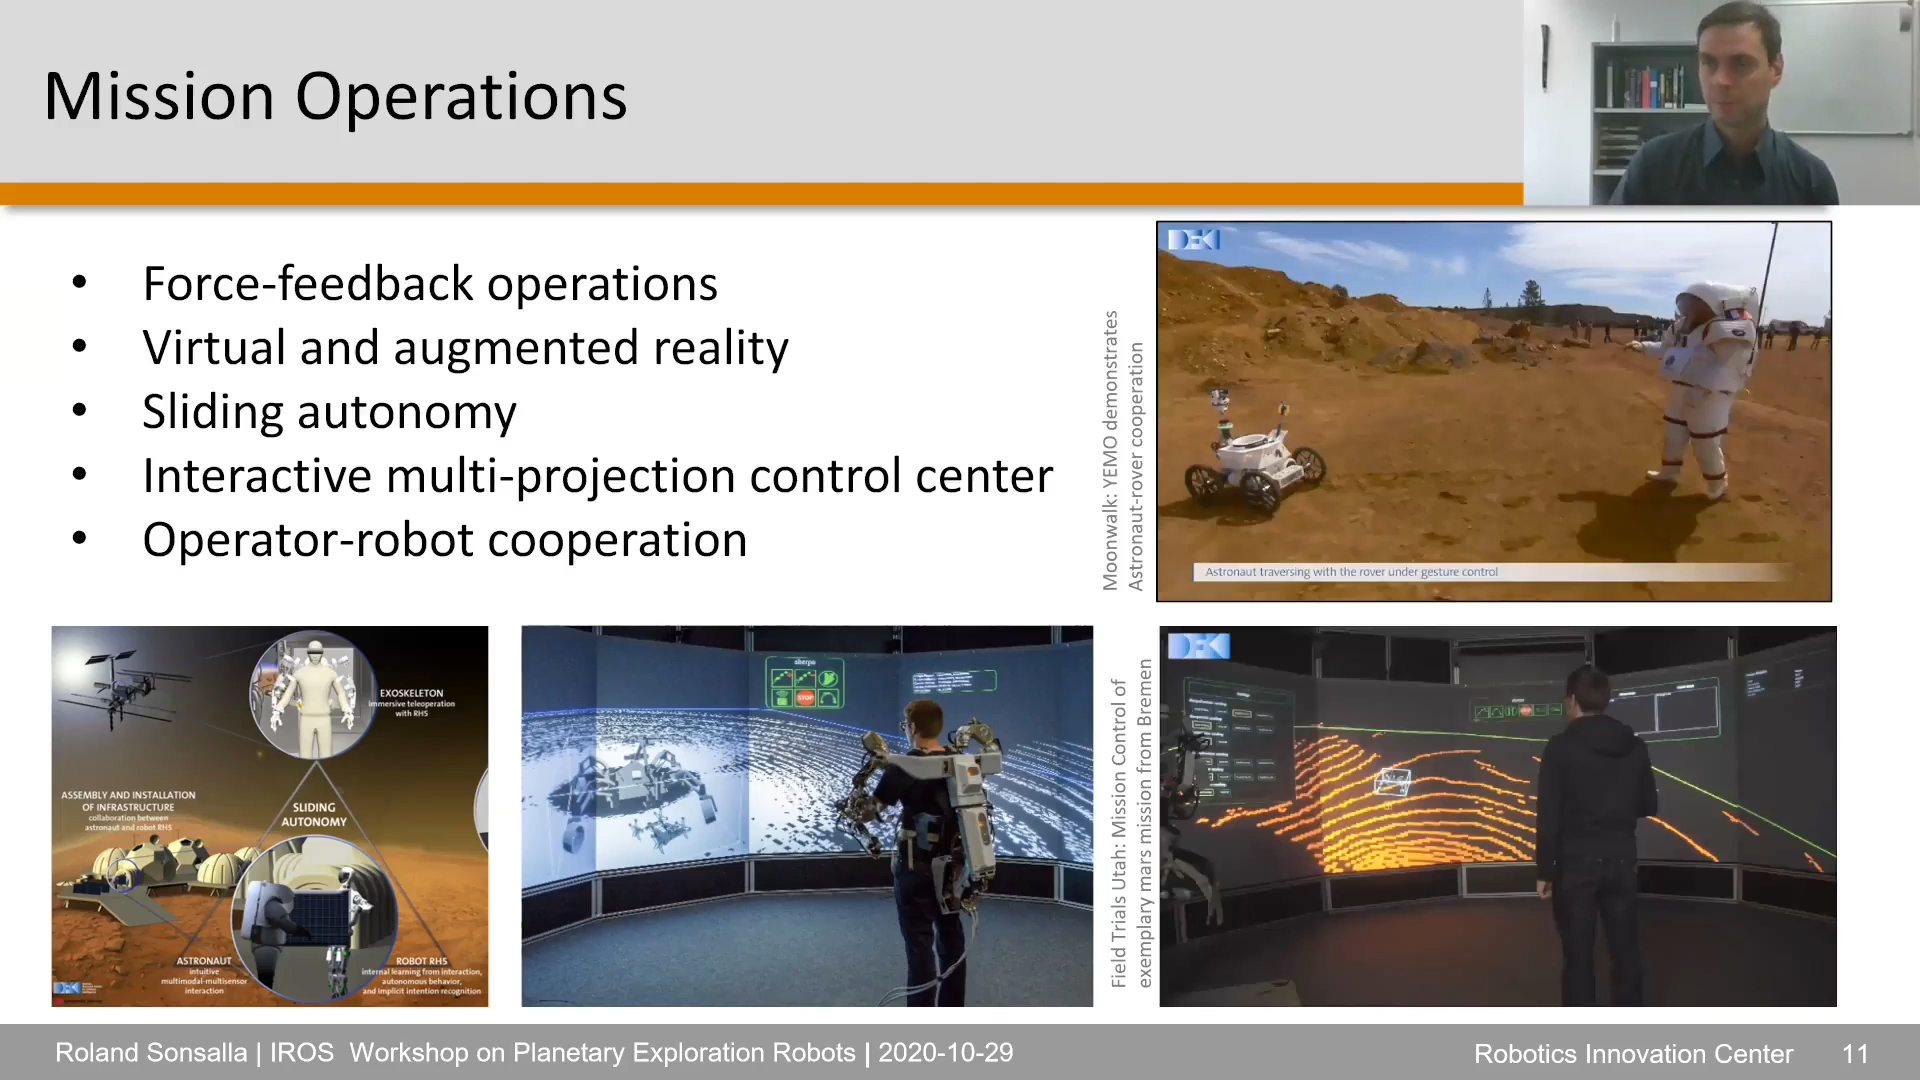 Mission Operations
• Force-feedback operations
• Virtual and augmented reality
• Sliding autonomy
• Interactive multi-projection control center
• Operator-robot cooperation
Moonwalk: YEMO demonstrates
Astronaut-rover cooperation
DFKI
Astronaut traversing with the rover under gesture control
EXOSKELETON
immersive teleoperation
with RH5
ASSEMBLY AND INSTALLATION
OF INFRASTRUCTURE
collaboration between
astronaut and robot RH5
SLIDING
AUTONOMY
ASTRONAUT
intuitive
multimodal-multisensor
interaction
ROBOT RH5
internal learning from interaction,
autonomous behavior,
and implicit intention recognition
sherpa
STOP
Field Trials Utah: Mission Control of
exemplary mars mission from Bremen
DFKI
Roland Sonsalla | IROS Workshop on Planetary Exploration Robots | 2020-10-29
Robotics Innovation Center 11